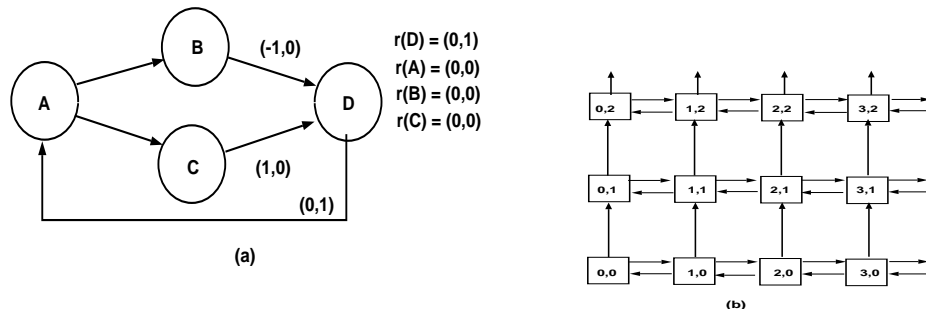 B
(-1,0)
r(D) = (0,1)
r(A) = (0,0)
r(B) = (0,0)
r(C) = (0,0)
A
D
C
(1,0)
(0,1)
(a)
0,2 1,2 2,2 3,2
0,1 1,1 2,1 3,1
0,0 1,0 2,0 3,0
(b)